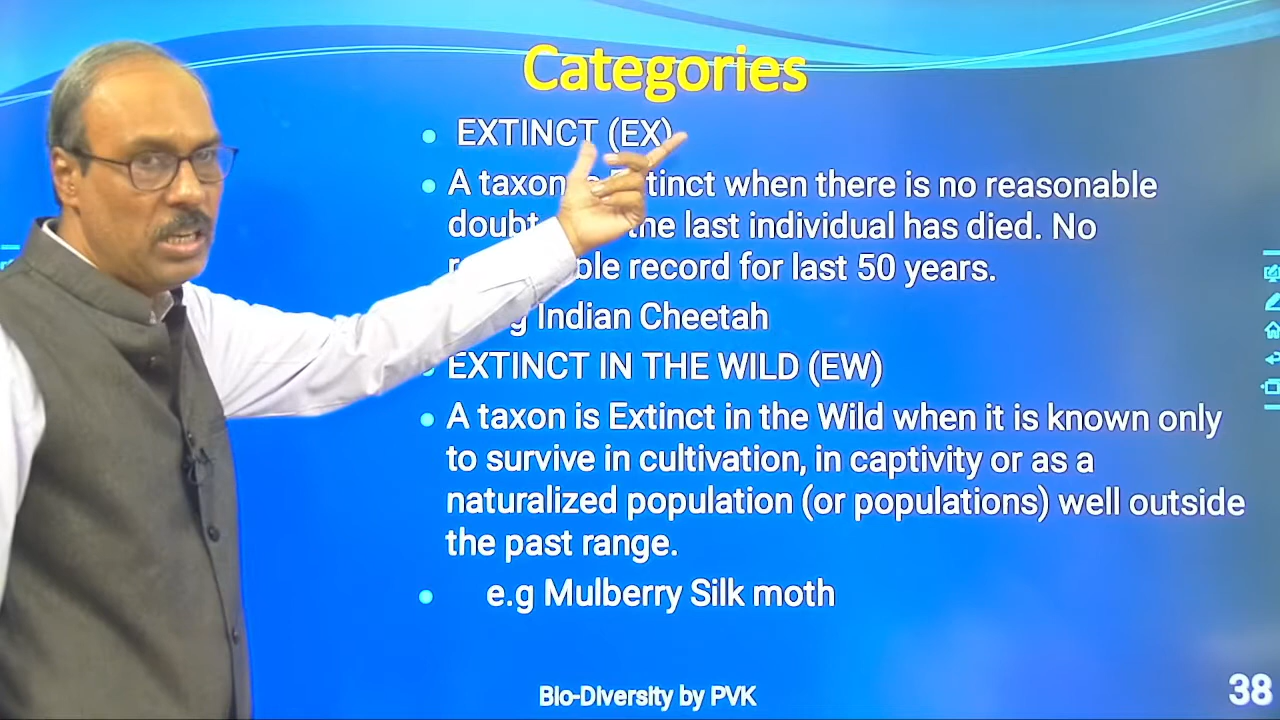 Categories
EXTINCT (EX)
A taxon tinct when there is no reasonable
doubt the last individual has died. No
ble record for last 50 years.
g Indian Cheetah
EXTINCT IN THE WILD (EW)
A taxon is Extinct in the Wild when it is known only
to survive in cultivation, in captivity or as a
naturalized population (or populations) well outside
the past range.
e.g Mulberry Silk moth
Bio-Diversity by PVK
38